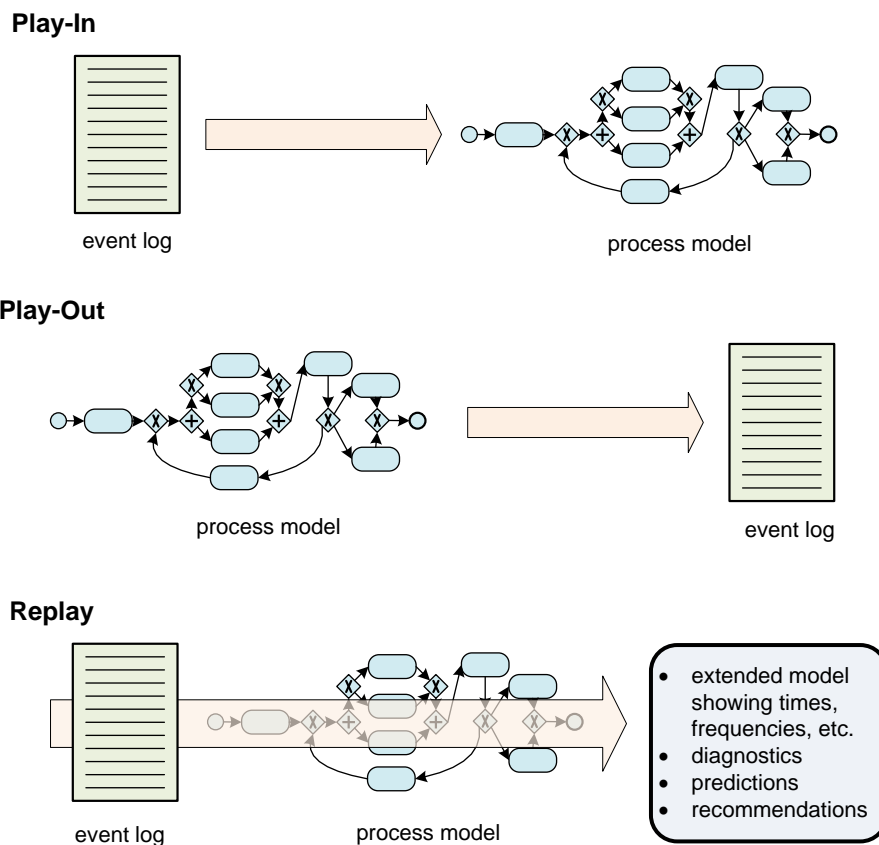 Play-In
event log
process model
Play-Out
process model
event log
Replay
• extended model
showing times,
frequencies, etc.
• diagnostics
• predictions
• recommendations
event log
process model